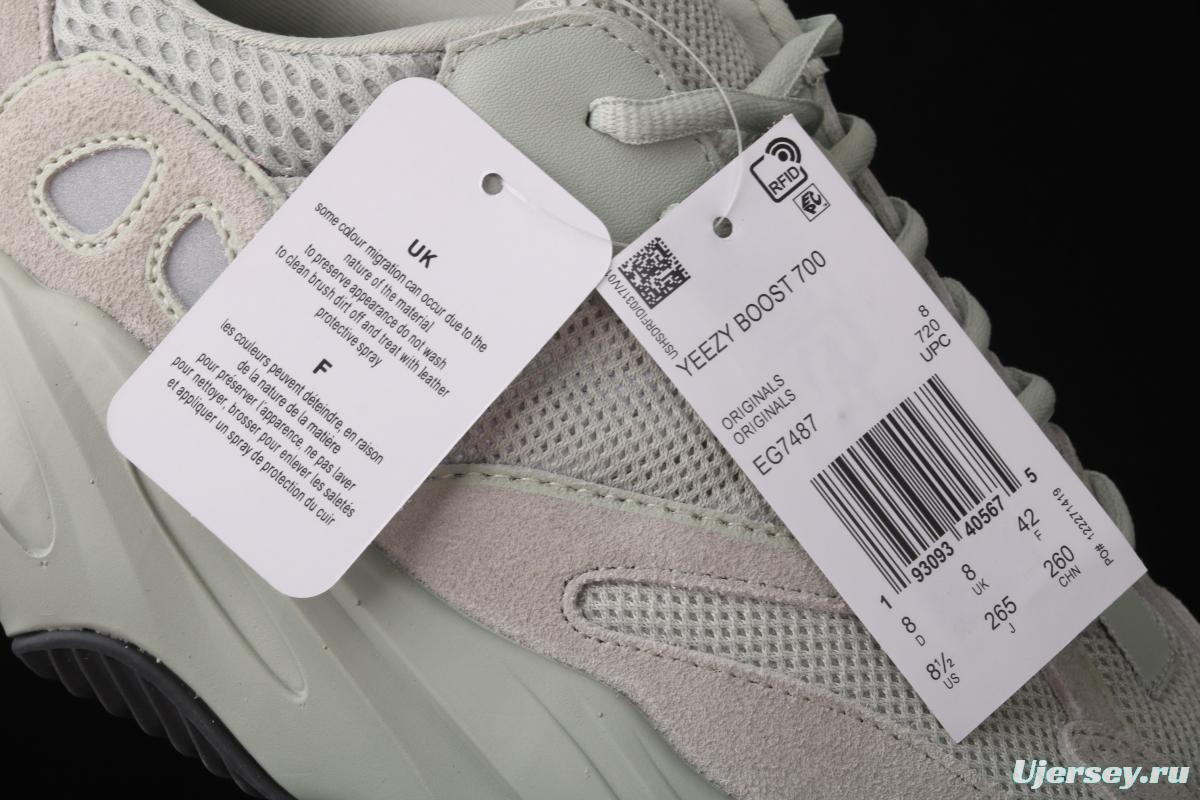 UK
some colour migration can occur due to the
nature of the material
to preserve appearance do not wash
to clean brush dirt off and treat with leather
protective spray
F
les couleurs peuvent déteindre, en raison
de la nature de la matière
pour préserver l'apparence, ne pas laver
pour nettoyer, brosser pour enlever les saletés
et appliquer un spray de protection du cuir
RFID
USH5RFID/0317/V01
YEEZY BOOST 700
8
720
UPC
ORIGINALS
ORIGINALS
EG7487
1 93093 40567 5
8 D
8 UK
42 F
8½ US
265 J
260 CHN
PO# 122271419
Ujersey.ru